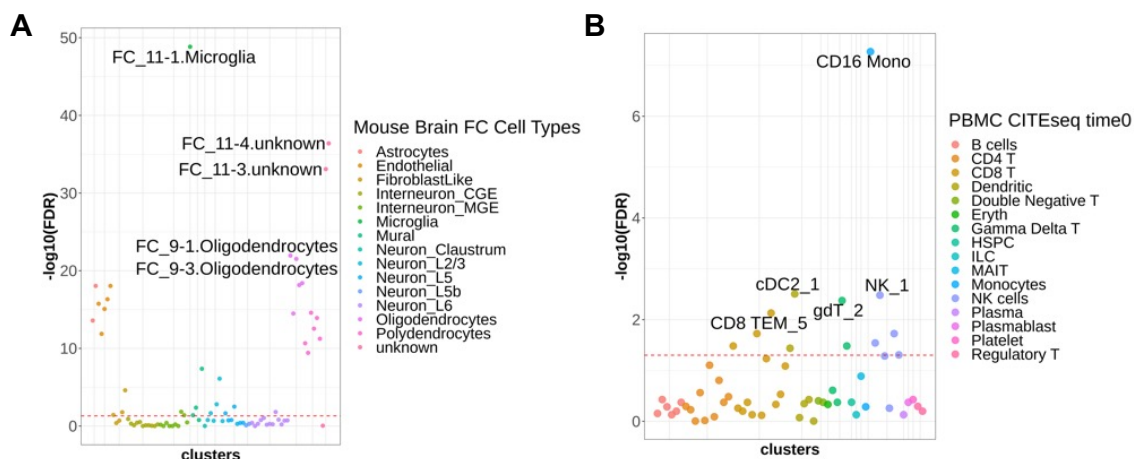 A
-log10(FDR)
50
40
30
20
10
0
FC_11-1.Microglia
FC_11-4.unknown
FC_11-3.unknown
FC_9-1.Oligodendrocytes
FC_9-3.Oligodendrocytes
clusters
Mouse Brain FC Cell Types
Astrocytes
Endothelial
FibroblastLike
Interneuron_CGE
Interneuron_MGE
Microglia
Mural
Neuron_Claustrum
Neuron_L2/3
Neuron_L5
Neuron_L5b
Neuron_L6
Oligodendrocytes
Polydendrocytes
unknown
B
-log10(FDR)
6
4
2
0
CD16 Mono
cDC2_1
NK_1
gdT_2
CD8 TEM_5
clusters
PBMC CITEseq time0
B cells
CD4 T
CD8 T
Dendritic
Double Negative T
Eryth
Gamma Delta T
HSPC
ILC
MAIT
Monocytes
NK cells
Plasma
Plasmablast
Platelet
Regulatory T